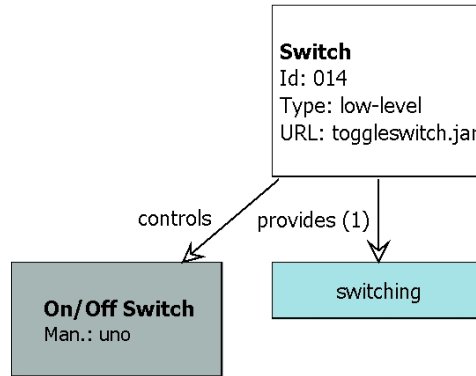 Switch
Id: 014
Type: low-level
URL: toggleswitch.jar
controls
provides (1)
On/Off Switch
Man.: uno
switching